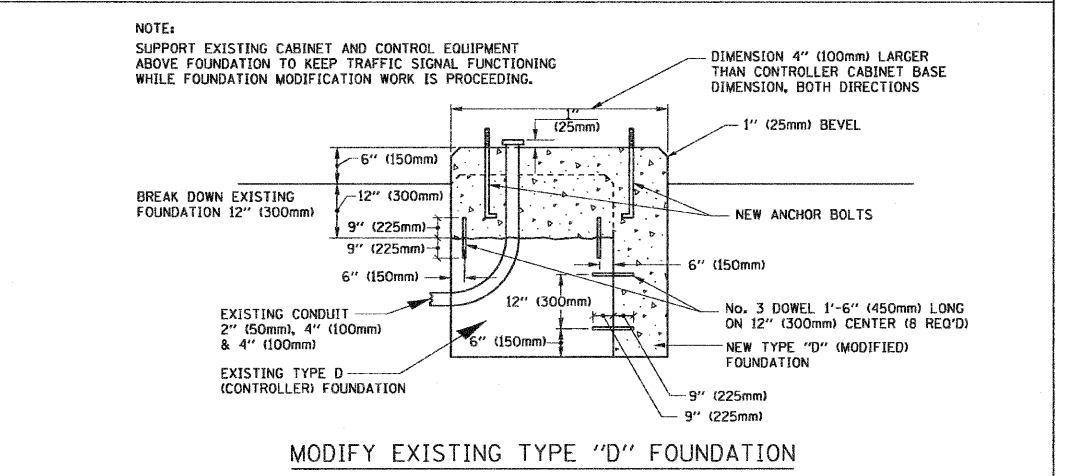 NOTE:
SUPPORT EXISTING CABINET AND CONTROL EQUIPMENT
ABOVE FOUNDATION TO KEEP TRAFFIC SIGNAL FUNCTIONING
WHILE FOUNDATION MODIFICATION WORK IS PROCEEDING.
DIMENSION 4" (100mm) LARGER
THAN CONTROLLER CABINET BASE
DIMENSION, BOTH DIRECTIONS
1"
(25mm)
1" (25mm) BEVEL
6" (150mm)
BREAK DOWN EXISTING
FOUNDATION 12" (300mm)
12" (300mm)
NEW ANCHOR BOLTS
9" (225mm)
9" (225mm)
6" (150mm)
6" (150mm)
12" (300mm)
EXISTING CONDUIT
2" (50mm), 4" (100mm)
& 4" (100mm)
No. 3 DOWEL 1'-6" (450mm) LONG
ON 12" (300mm) CENTER (8 REQ'D)
6" (150mm)
NEW TYPE "D" (MODIFIED)
FOUNDATION
EXISTING TYPE D
(CONTROLLER) FOUNDATION
9" (225mm)
9" (225mm)
MODIFY EXISTING TYPE "D" FOUNDATION